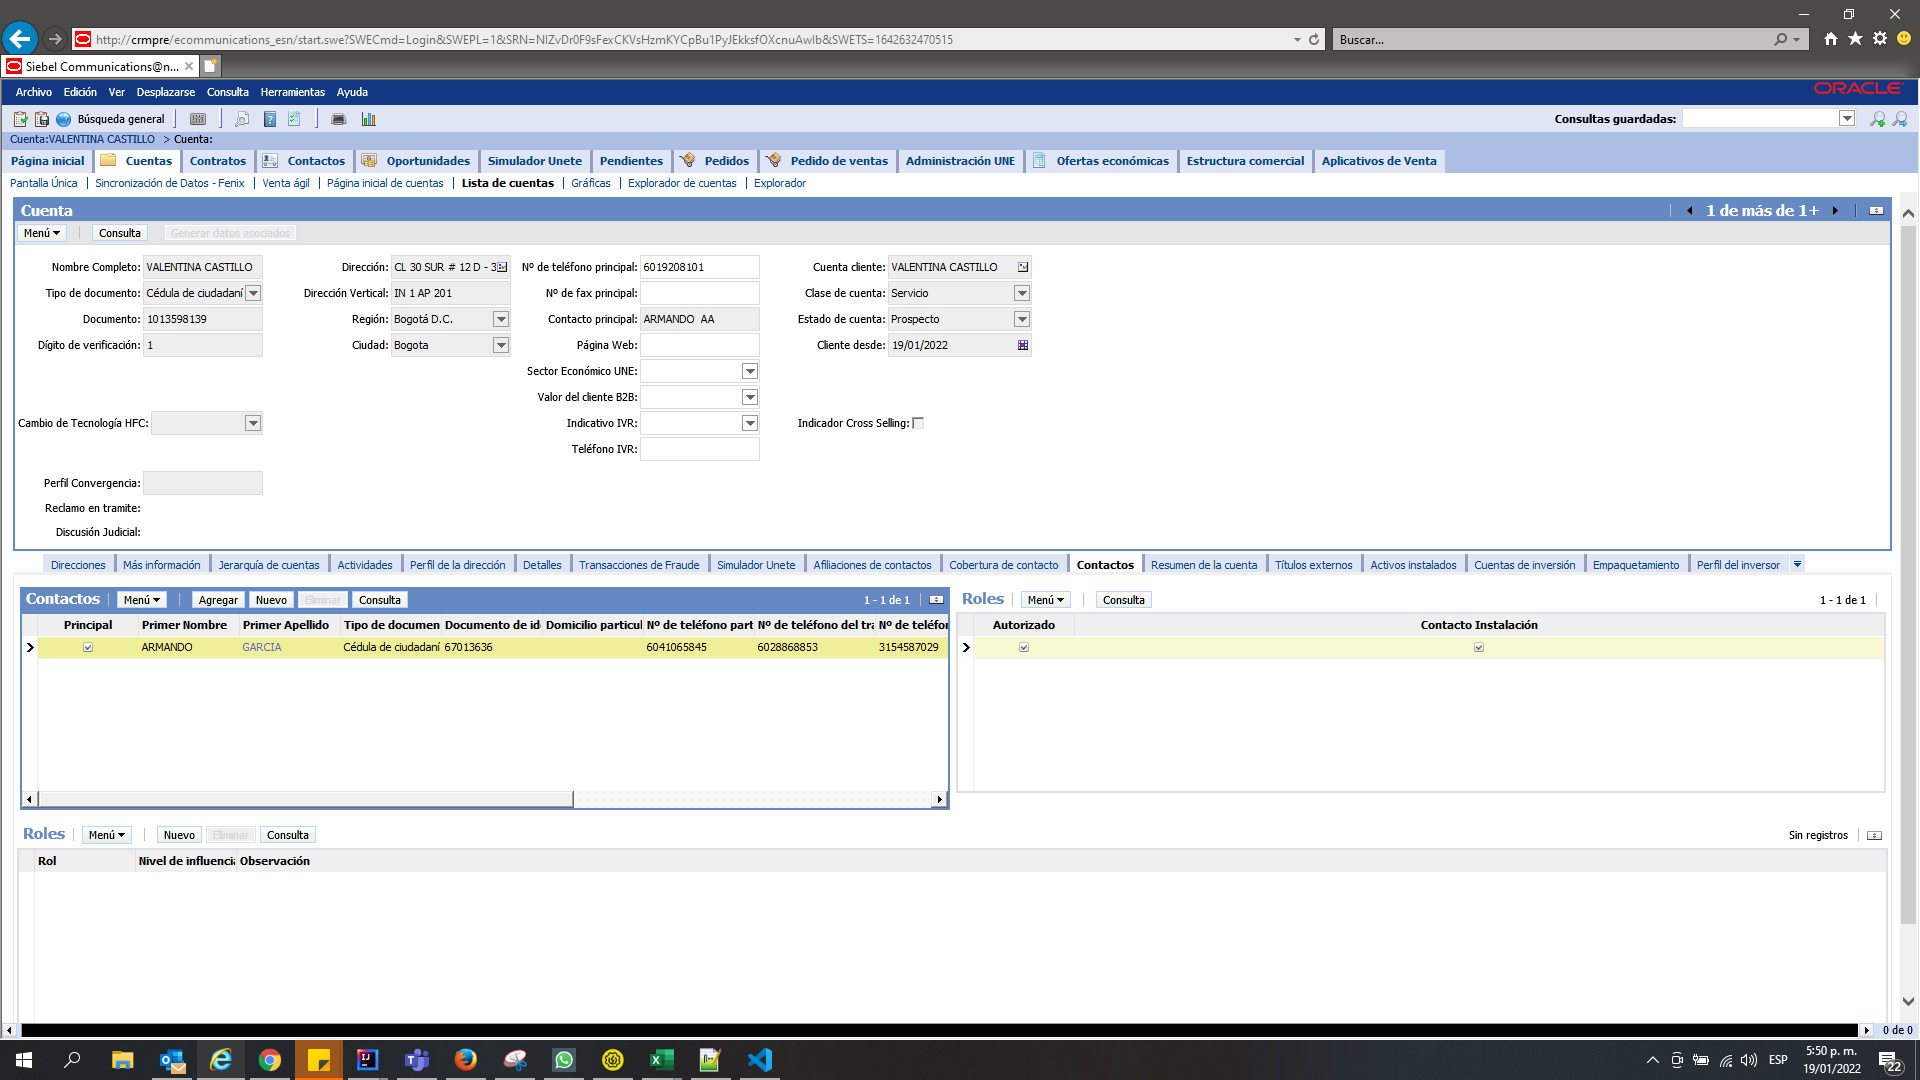 http://crmpre/ecommunications_esn/start.swe?SWECmd=Login&SWEPL=1&SRN=NIZvDr0F9sFexCKVsHzmKYCpBu1PyJEkksfOXcnuAwIb&SWETS=1642632470515
Buscar...
Siebel Communications@n...
Archivo Edición Ver Desplazarse Consulta Herramientas Ayuda
ORACLE
Búsqueda general
Consultas guardadas:
Cuenta:VALENTINA CASTILLO > Cuenta:
Página inicial Cuentas Contratos Contactos Oportunidades Simulador Unete Pendientes Pedidos Pedido de ventas Administración UNE Ofertas económicas Estructura comercial Aplicativos de Venta
Pantalla Única Sincronización de Datos - Fenix Venta ágil Página inicial de cuentas Lista de cuentas Gráficas Explorador de cuentas Explorador
Cuenta 1 de más de 1+
Menú Consulta Generar datos asociados
Nombre Completo: VALENTINA CASTILLO Dirección: CL 30 SUR # 12 D - 3 Nº de teléfono principal: 6019208101 Cuenta cliente: VALENTINA CASTILLO
Tipo de documento: Cédula de ciudadaní Dirección Vertical: IN 1 AP 201 Nº de fax principal: Clase de cuenta: Servicio
Documento: 1013598139 Región: Bogotá D.C. Contacto principal: ARMANDO AA Estado de cuenta: Prospecto
Dígito de verificación: 1 Ciudad: Bogota Página Web: Cliente desde: 19/01/2022
Sector Económico UNE:
Valor del cliente B2B:
Cambio de Tecnología HFC: Indicativo IVR: Indicador Cross Selling:
Teléfono IVR:
Perfil Convergencia:
Reclamo en tramite:
Discusión Judicial:
Direcciones Más información Jerarquía de cuentas Actividades Perfil de la dirección Detalles Transacciones de Fraude Simulador Unete Afiliaciones de contactos Cobertura de contacto Contactos Resumen de la cuenta Títulos externos Activos instalados Cuentas de inversión Empaquetamiento Perfil del inversor
Contactos Menú Agregar Nuevo Eliminar Consulta 1 - 1 de 1 Roles Menú Consulta 1 - 1 de 1
Principal Primer Nombre Primer Apellido Tipo de documen Documento de id Domicilio particul Nº de teléfono part Nº de teléfono del tra Nº de teléfo Autorizado Contacto Instalación
ARMANDO GARCIA Cédula de ciudadaní 67013636 6041065845 6028868853 3154587029
Roles Menú Nuevo Eliminar Consulta Sin registros
Rol Nivel de influencia Observación
0 de 0
ESP
5:50 p. m.
19/01/2022
22